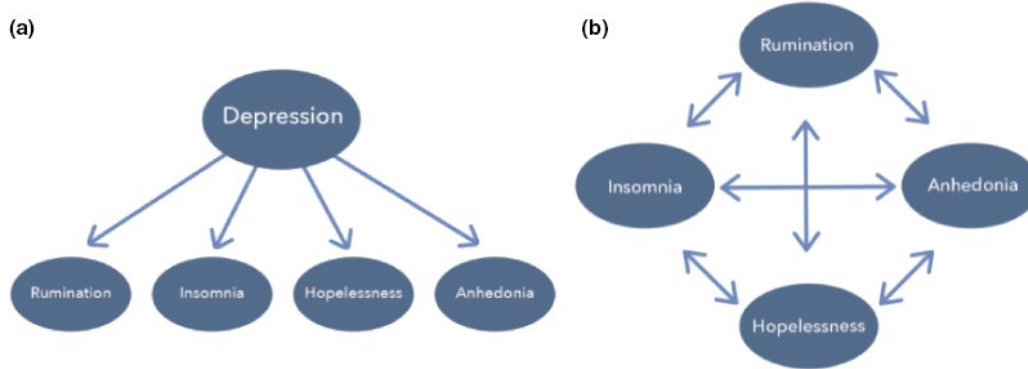 (a)
Depression
Rumination
Insomnia
Hopelessness
Anhedonia
(b)
Rumination
Insomnia
Anhedonia
Hopelessness